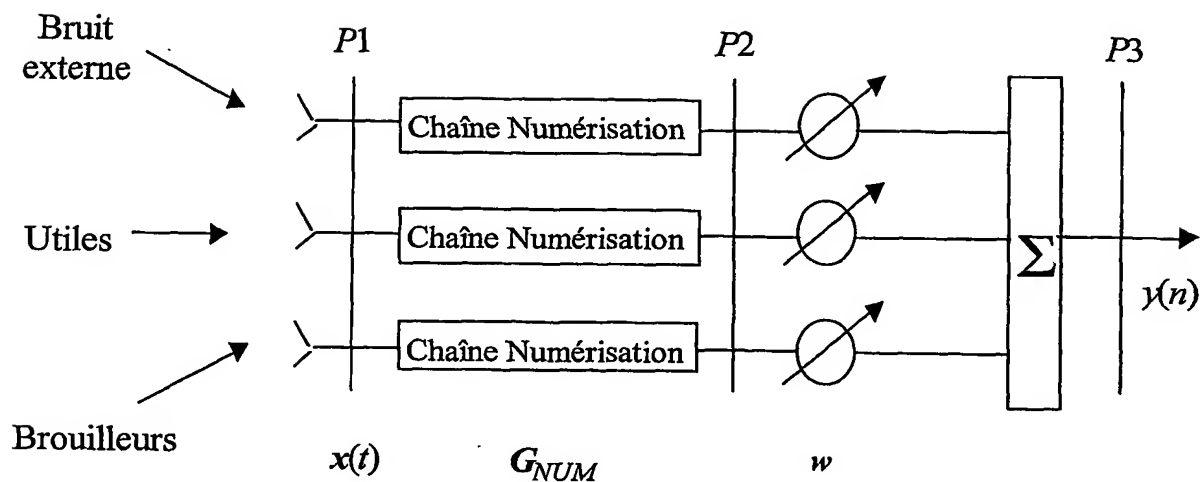 Bruit
externe
P1
P2
P3
Chaîne Numérisation
Utiles
Chaîne Numérisation
Σ
y(n)
Chaîne Numérisation
Brouilleurs
x(t)
G_NUM
w